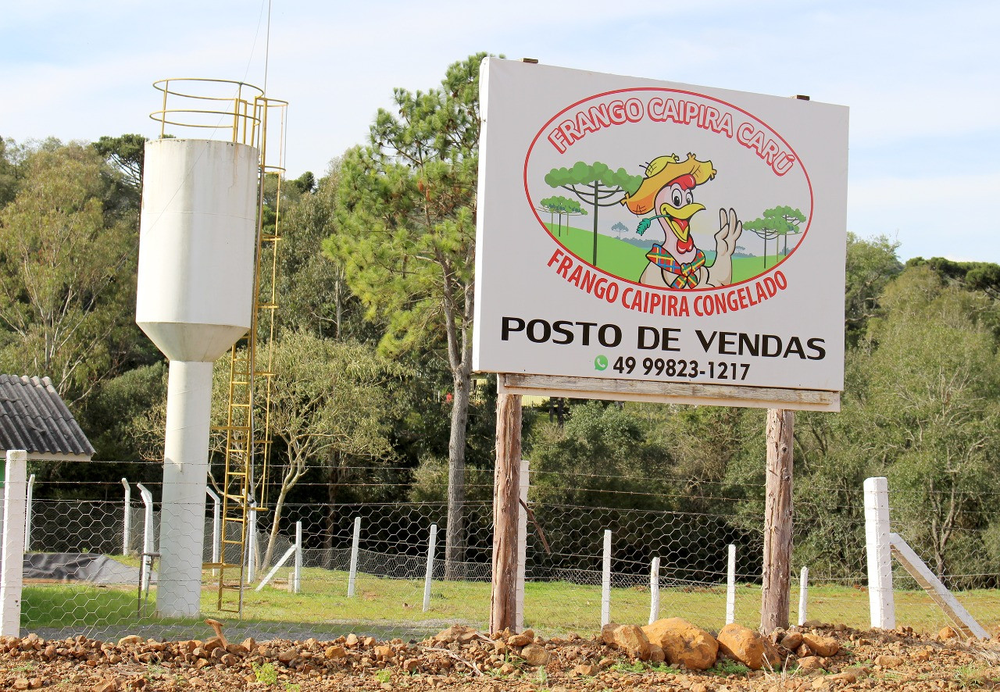 FRANGO CAIPIRA CARÚ
FRANGO CAIPIRA CONGELADO
POSTO DE VENDAS
49 99823-1217